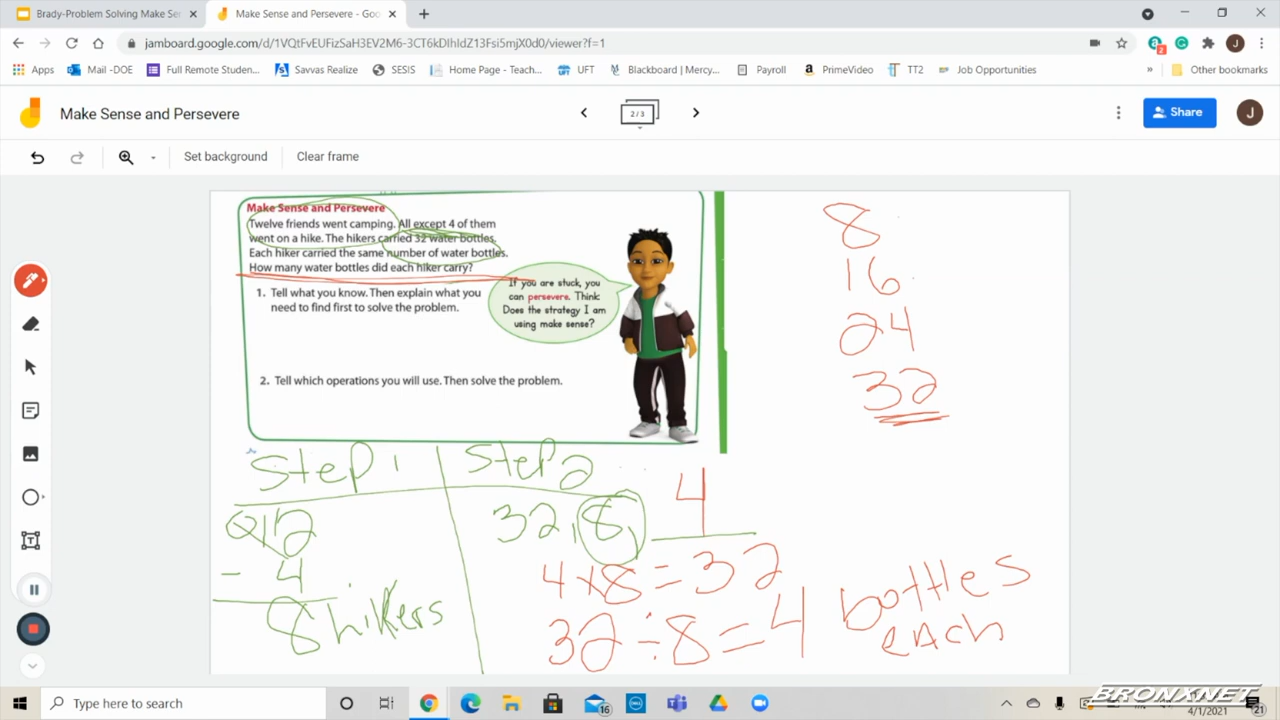 Brady-Problem Solving Make Se
Make Sense and Persevere - Goo
jamboard.google.com/d/1VQtFvEUFizSaH3EV2M6-3CT6kDIhIdZ13Fsi5mjX0d0/viewer?f=1
2
J
Apps
Mail -DOE
Full Remote Studen...
Savvas Realize
SESIS
Home Page - Teach...
UFT
Blackboard | Mercy...
Payroll
PrimeVideo
TT2
Job Opportunities
Other bookmarks
Make Sense and Persevere
2/3
Share
J
Set background
Clear frame
Make Sense and Persevere
Twelve friends went camping. All except 4 of them
went on a hike. The hikers carried 32 water bottles.
Each hiker carried the same number of water bottles.
How many water bottles did each hiker carry?
1. Tell what you know. Then explain what you
need to find first to solve the problem.
If you are stuck, you
can persevere. Think
Does the strategy I am
using make sense?
2. Tell which operations you will use. Then solve the problem.
8
16
24
32
Step 1
12
- 4
8 hikers
Step 2
32, 8, 4
4x8=32
32÷8=4 bottles
each
Type here to search
16
DELL
BRONXNET
4/1/2021
21